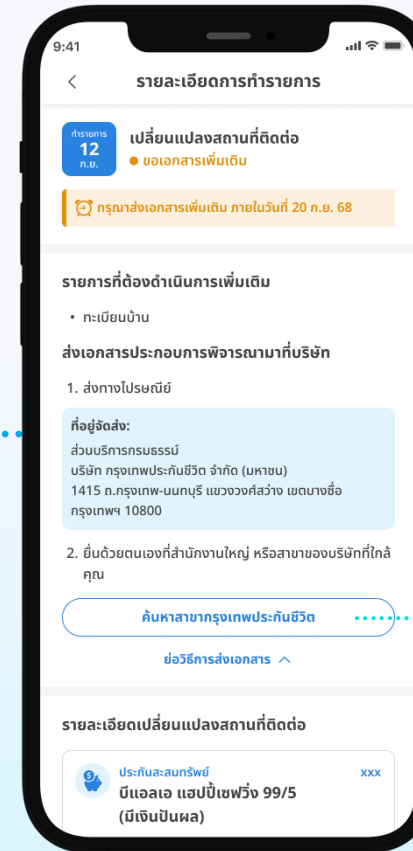 9:41
รายละเอียดการทำรายการ
ทำรายการ
12
ก.ย.
เปลี่ยนแปลงสถานที่ติดต่อ
ขอเอกสารเพิ่มเติม
กรุณาส่งเอกสารเพิ่มเติม ภายในวันที่ 20 ก.ย. 68
รายการที่ต้องดำเนินการเพิ่มเติม
• ทะเบียนบ้าน
ส่งเอกสารประกอบการพิจารณามาที่บริษัท
1. ส่งทางไปรษณีย์
ที่อยู่จัดส่ง:
ส่วนบริการกรมธรรม์
บริษัท กรุงเทพประกันชีวิต จำกัด (มหาชน)
1415 ถ.กรุงเทพ-นนทบุรี แขวงวงศ์สว่าง เขตบางซื่อ
กรุงเทพฯ 10800
2. ยื่นด้วยตนเองที่สำนักงานใหญ่ หรือสาขาของบริษัทที่ใกล้
คุณ
ค้นหาสาขากรุงเทพประกันชีวิต
ย่อวิธีการส่งเอกสาร
รายละเอียดเปลี่ยนแปลงสถานที่ติดต่อ
ประกันสะสมทรัพย์
xxx
บีแอลเอ แฮปปี้เซฟวิ่ง 99/5
(มีเงินปันผล)